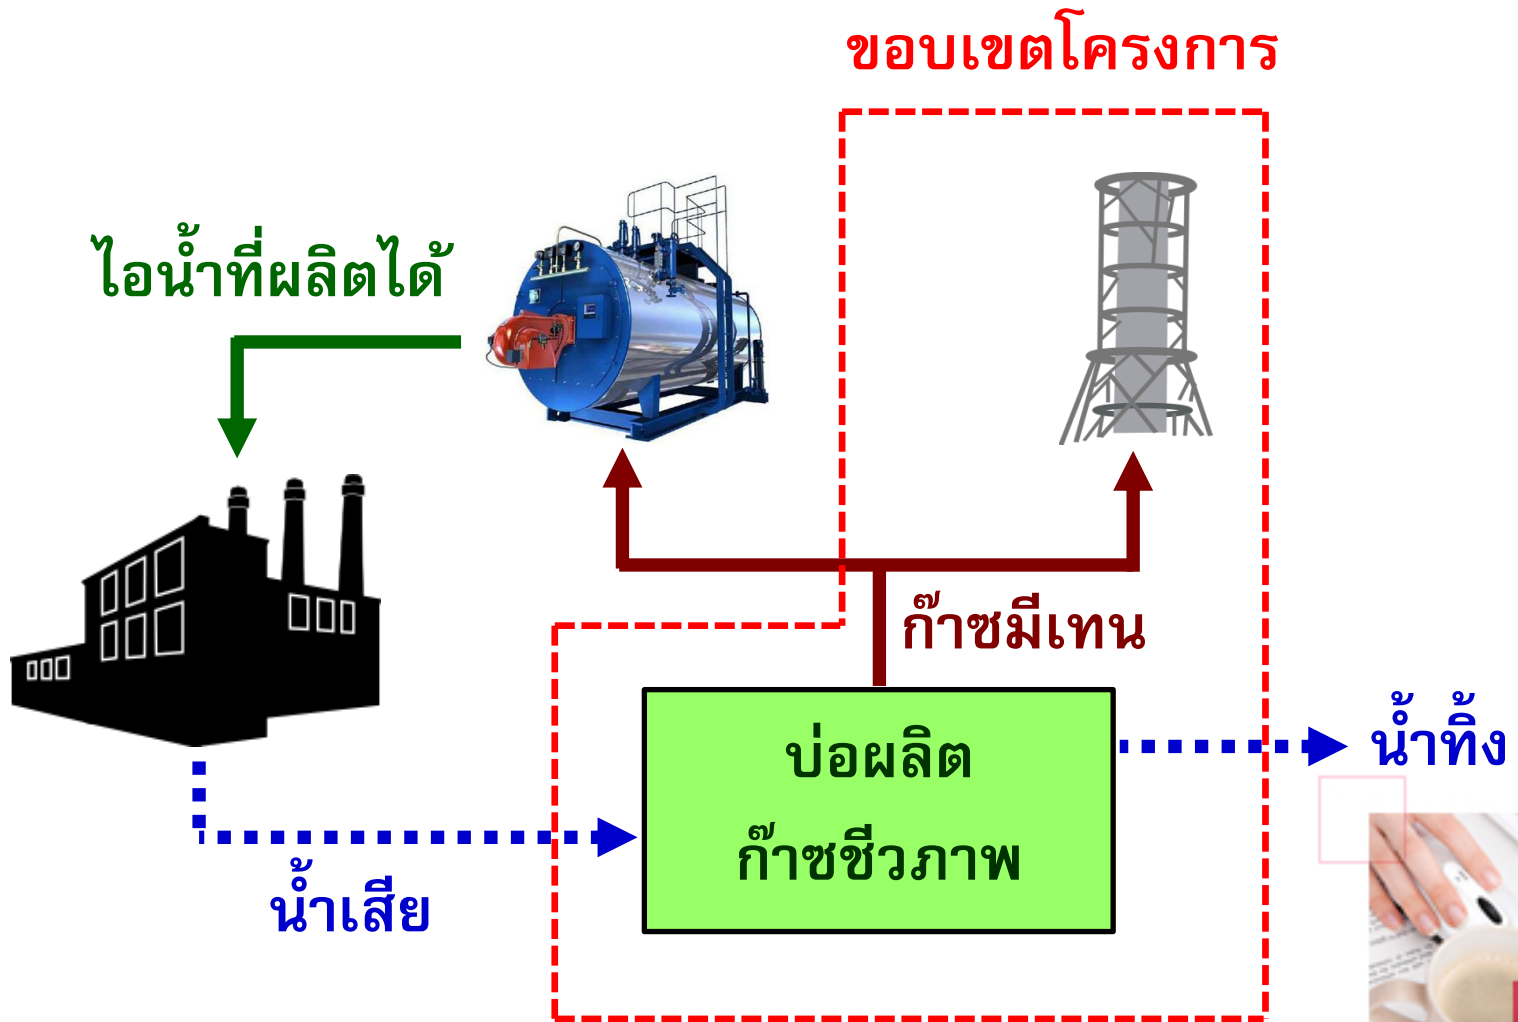 ขอบเขตโครงการ
ไอน้ำที่ผลิตได้
ก๊าซมีเทน
บ่อผลิต
ก๊าซชีวภาพ
น้ำทิ้ง
น้ำเสีย